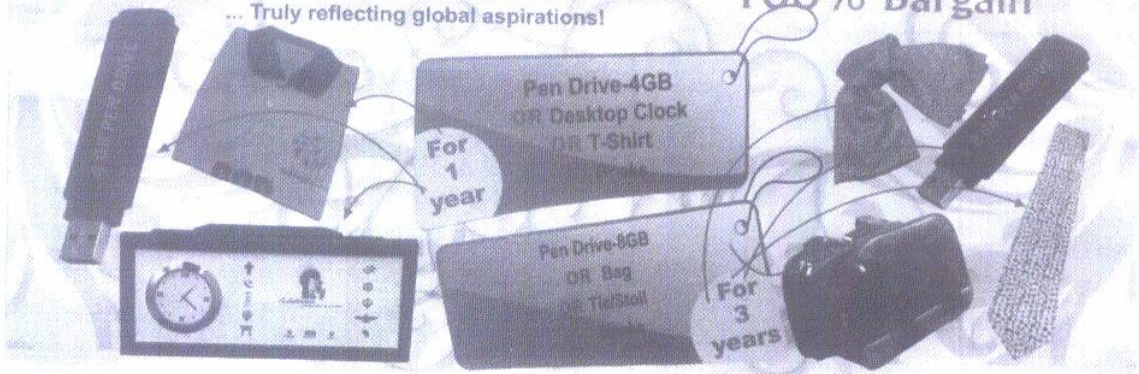 ... Truly reflecting global aspirations!
100% Bargain
Pen Drive-4GB
OR Desktop Clock
OR T-Shirt
For
1
year
Pen Drive-8GB
OR Bag
OR Tie/Stoll
For
3
years